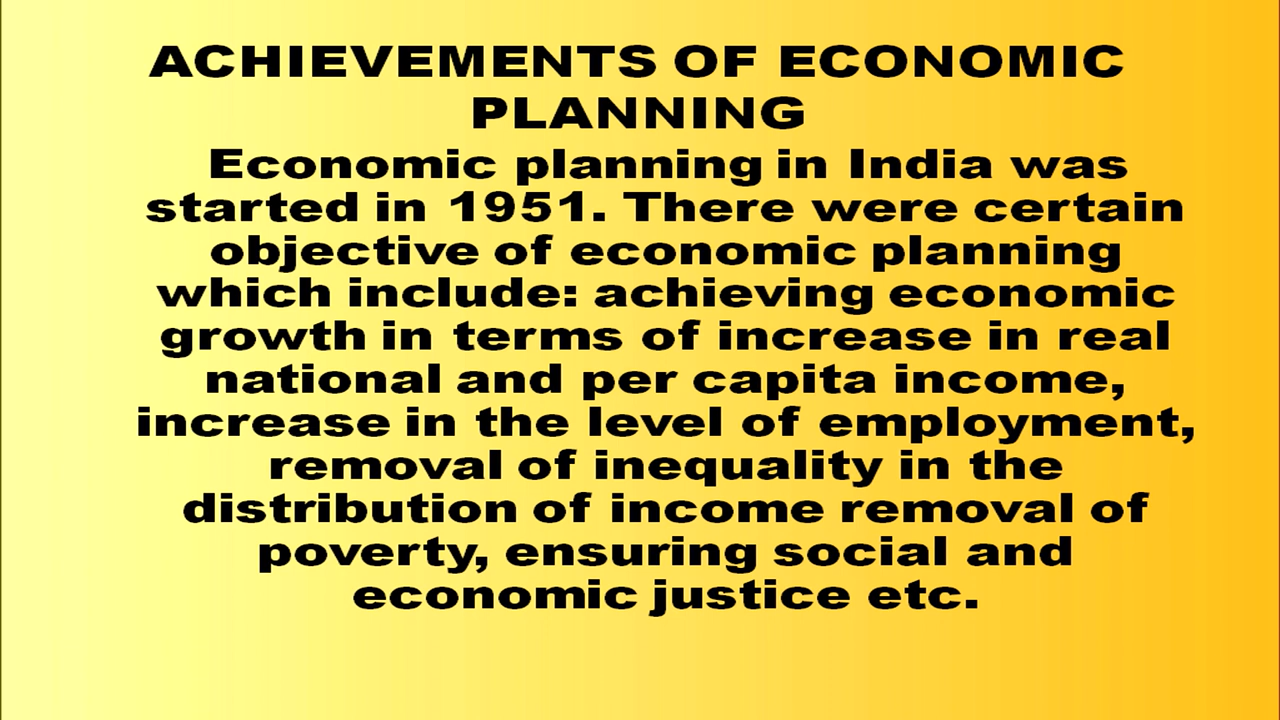 ACHIEVEMENTS OF ECONOMIC
PLANNING
Economic planning in India was
started in 1951. There were certain
objective of economic planning
which include: achieving economic
growth in terms of increase in real
national and per capita income,
increase in the level of employment,
removal of inequality in the
distribution of income removal of
poverty, ensuring social and
economic justice etc.